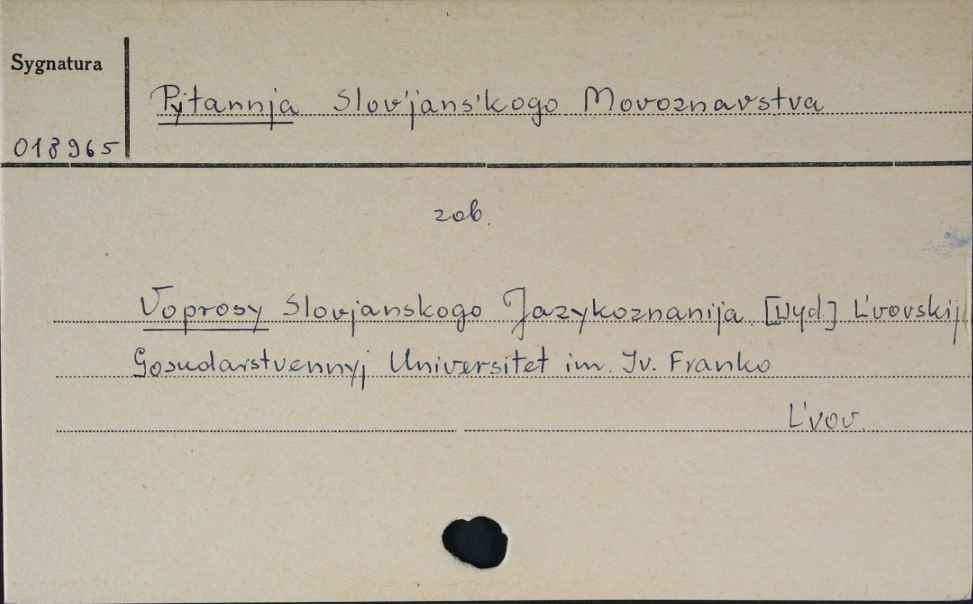 Sygnatura
Pytannja Slov'jans'kogo Movoznavstva
018965
zob.
Voprosy Slovjanskogo Jazykoznanija. [Wyd.] L'vovskij
Gosudarstvennyj Universitet im. Iv. Franko
L'vov.